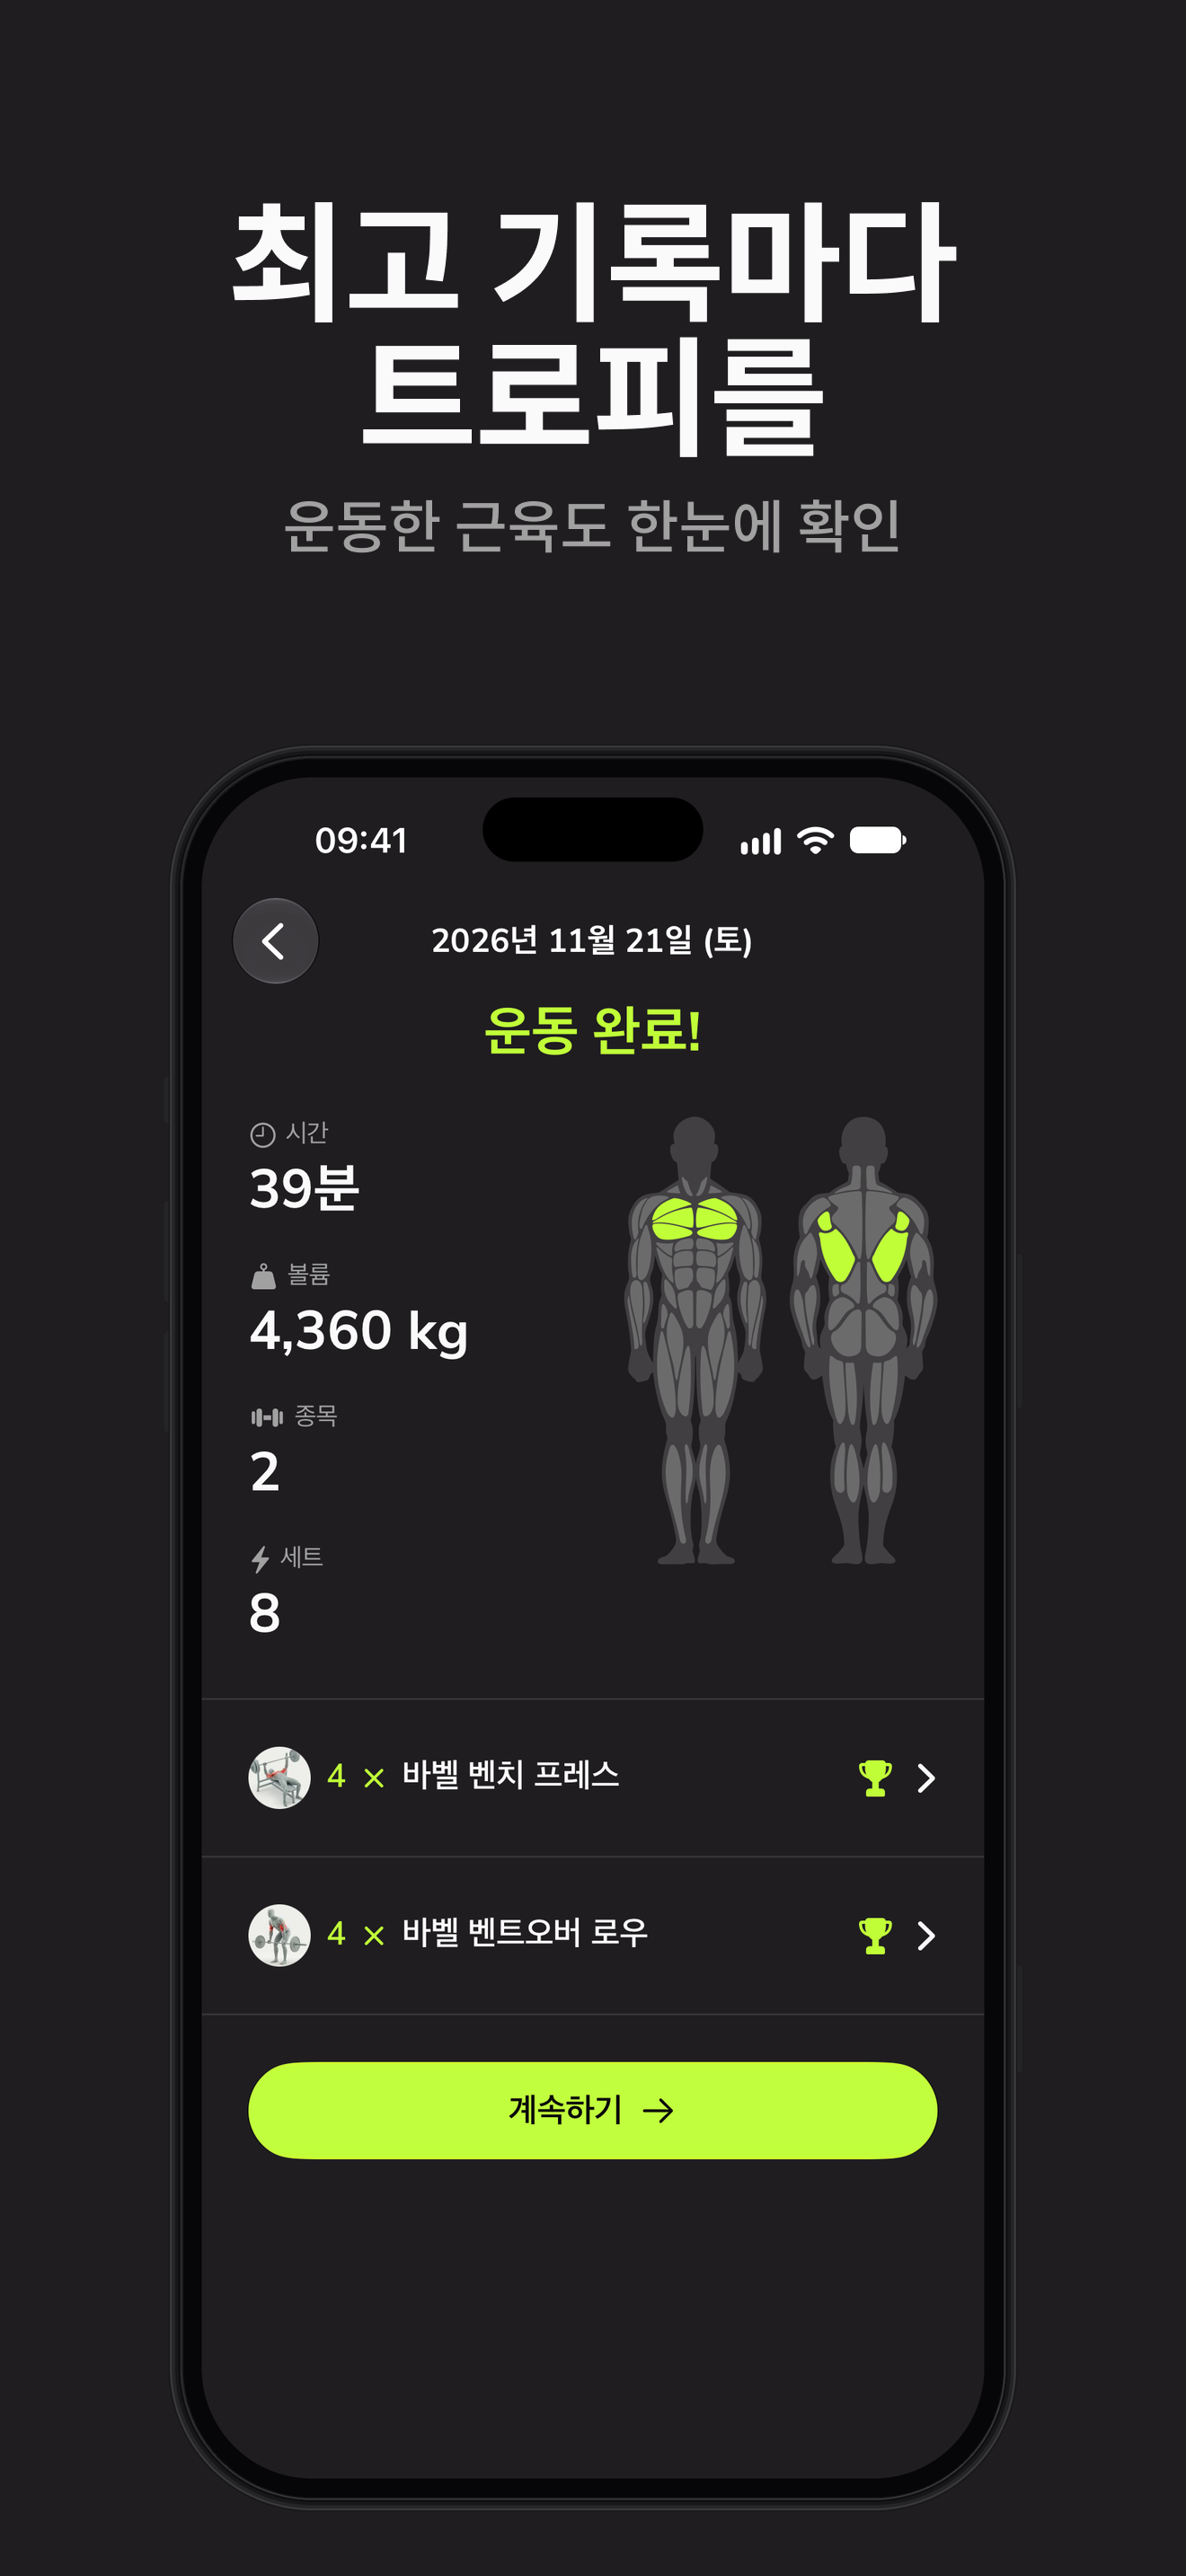 최고 기록마다
트로피를
운동한 근육도 한눈에 확인
09:41
2026년 11월 21일 (토)
운동 완료!
시간
39분
볼륨
4,360 kg
종목
2
세트
8
4 × 바벨 벤치 프레스
4 × 바벨 벤트오버 로우
계속하기 →